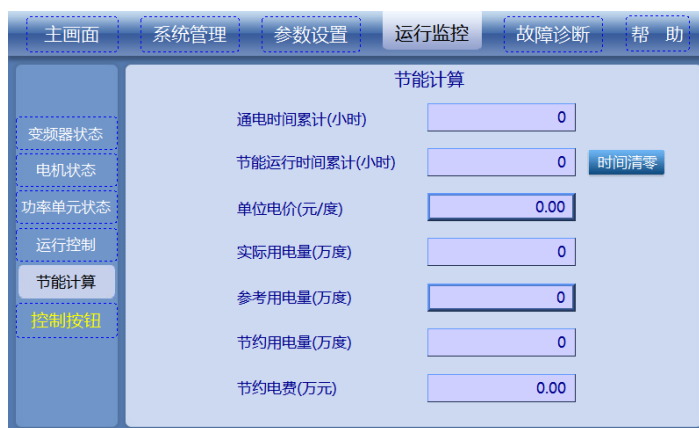 主画面 系统管理 参数设置 运行监控 故障诊断 帮 助
节能计算
变频器状态
电机状态
功率单元状态
运行控制
节能计算
控制按钮
通电时间累计(小时) 0
节能运行时间累计(小时) 0 时间清零
单位电价(元/度) 0.00
实际用电量(万度) 0
参考用电量(万度) 0
节约用电量(万度) 0
节约电费(万元) 0.00